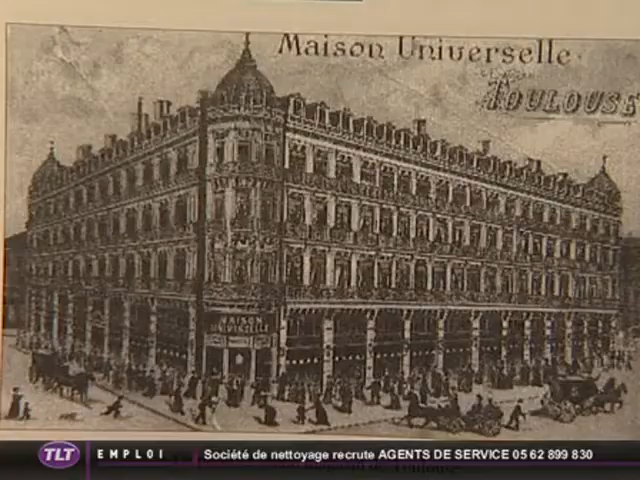 Maison Universelle
TOULOUSE
MAISON
UNIVERSELLE
TLT EMPLOI Société de nettoyage recrute AGENTS DE SERVICE 05 62 899 830